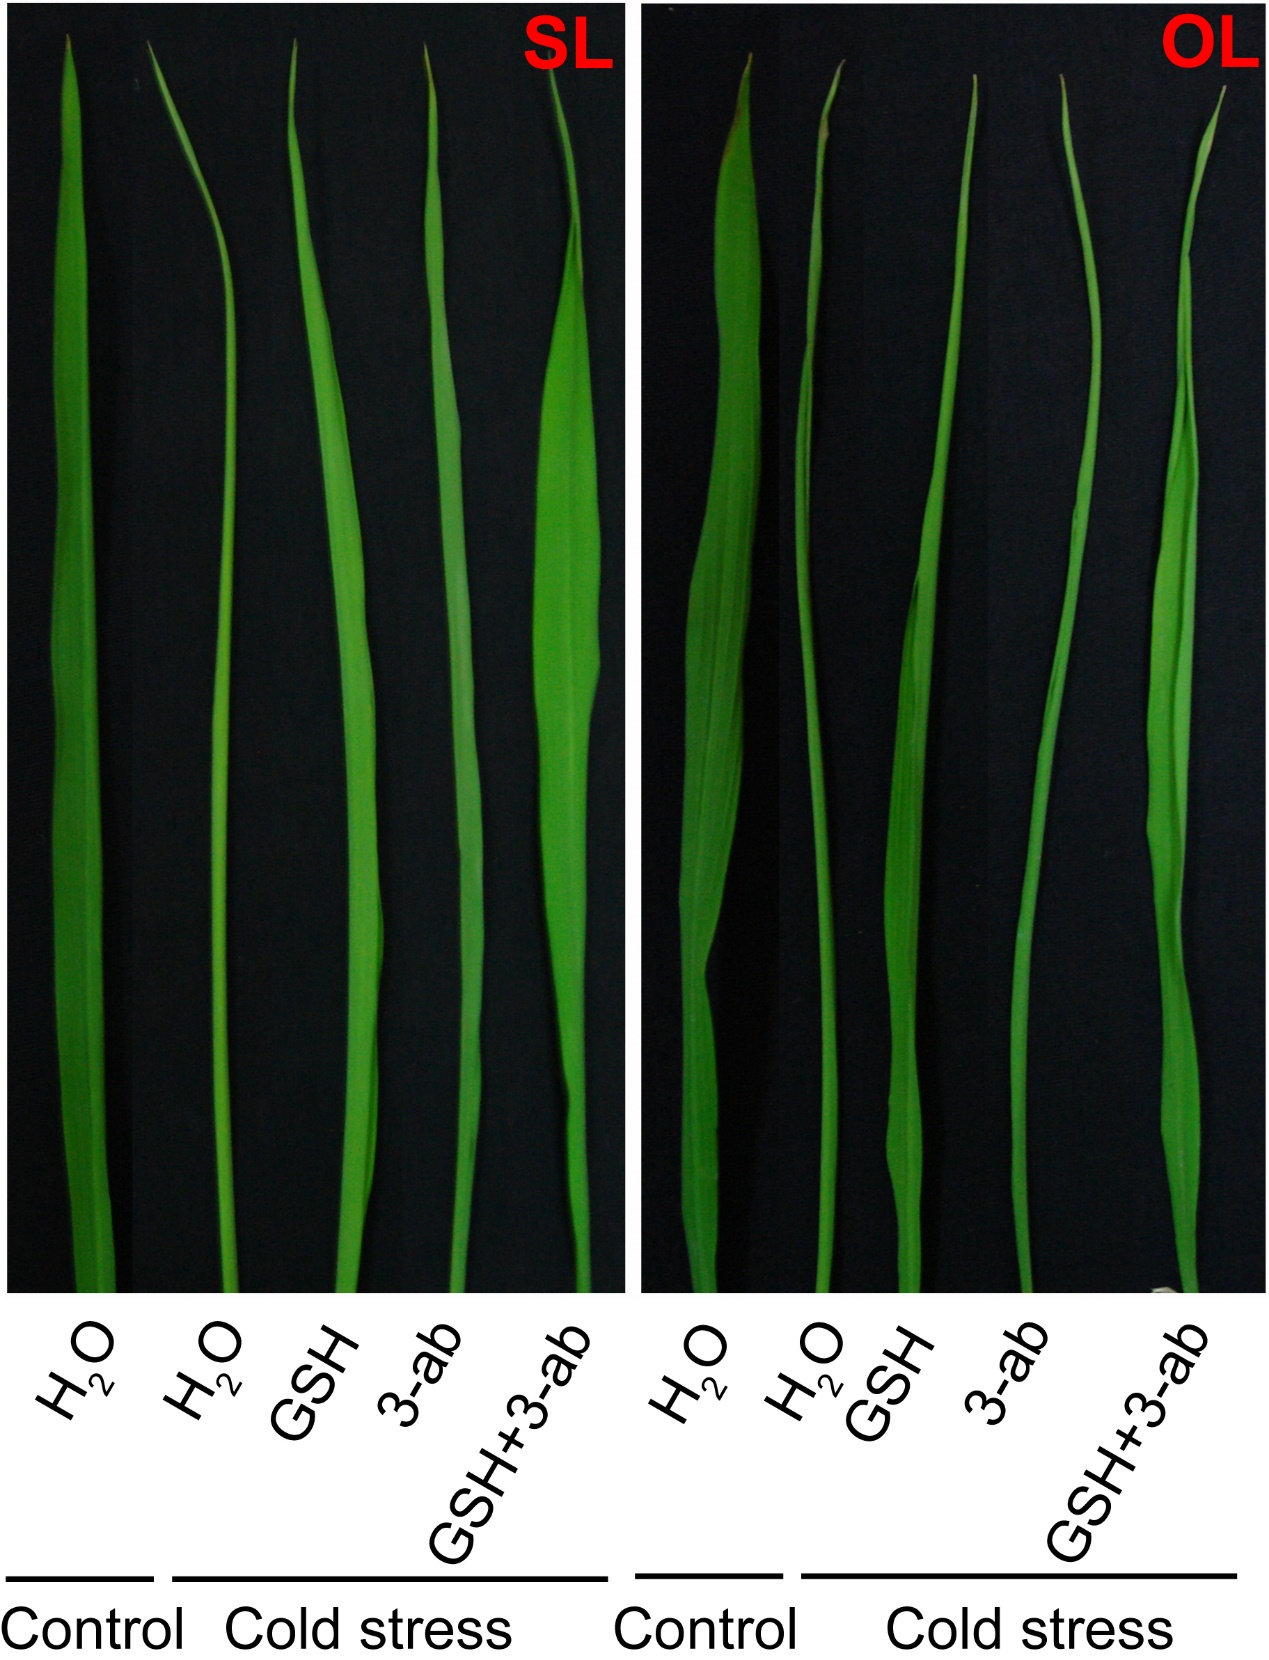 SL
OL
H₂O
H₂O
GSH
3-ab
GSH+3-ab
H₂O
H₂O
GSH
3-ab
GSH+3-ab
Control
Cold stress
Control
Cold stress